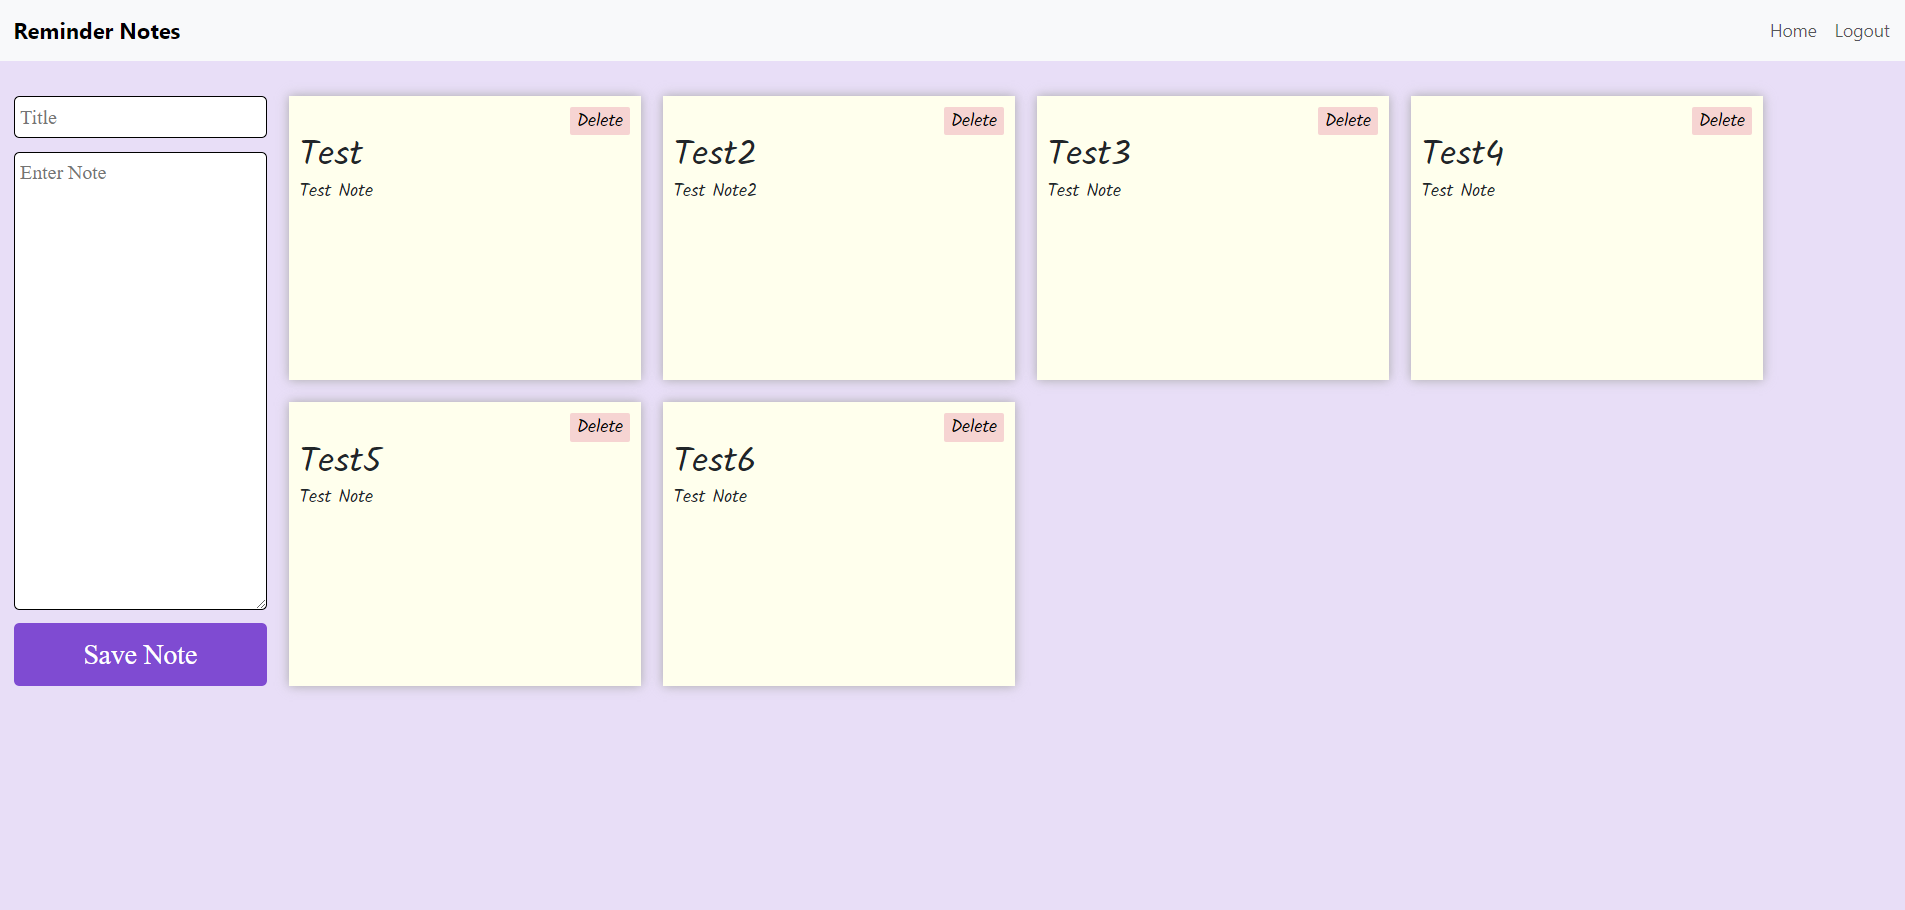 Reminder Notes
Home Logout
Title
Enter Note
Save Note
Delete
Test
Test Note
Delete
Test2
Test Note2
Delete
Test3
Test Note
Delete
Test4
Test Note
Delete
Test5
Test Note
Delete
Test6
Test Note